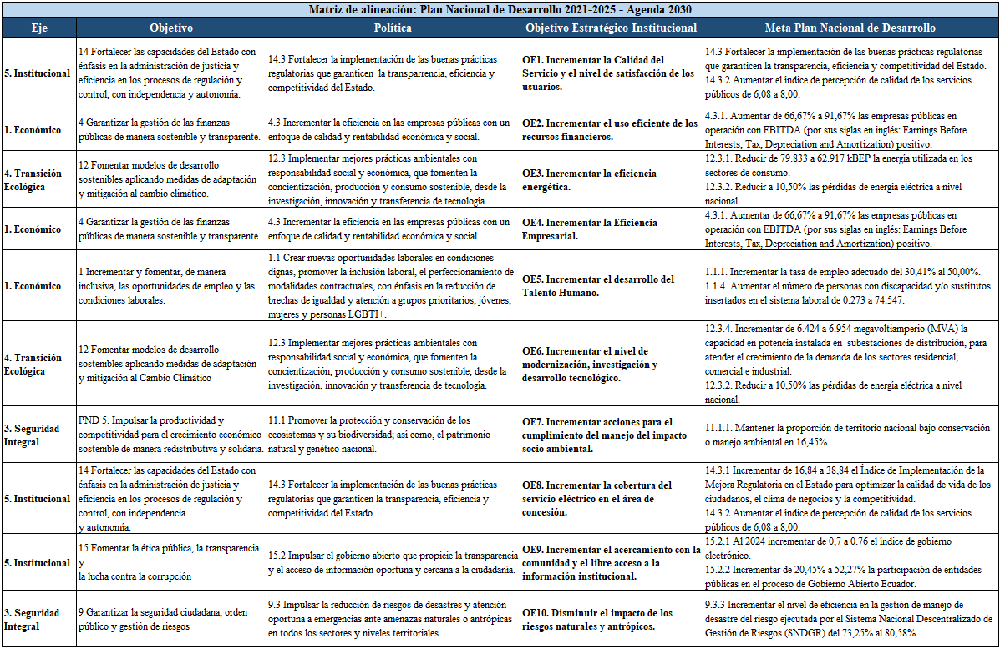 Matriz de alineación: Plan Nacional de Desarrollo 2021-2025 - Agenda 2030
Eje
Objetivo
Política
Objetivo Estratégico Institucional
Meta Plan Nacional de Desarrollo
5. Institucional
14 Fortalecer las capacidades del Estado con
énfasis en la administración de justicia y
eficiencia en los procesos de regulación y
control, con independencia y autonomía.
14.3 Fortalecer la implementación de las buenas prácticas
regulatorias que garanticen la transparencia, eficiencia y
competitividad del Estado.
OE1. Incrementar la Calidad del
Servicio y el nivel de satisfacción de los
usuarios.
14.3 Fortalecer la implementación de las buenas prácticas regulatorias
que garanticen la transparencia, eficiencia y competitividad del Estado.
14.3.2 Aumentar el índice de percepción de calidad de los servicios
públicos de 6,08 a 8,00.
1. Económico
4 Garantizar la gestión de las finanzas
públicas de manera sostenible y transparente.
4.3 Incrementar la eficiencia en las empresas públicas con un
enfoque de calidad y rentabilidad económica y social.
OE2. Incrementar el uso eficiente de los
recursos financieros.
4.3.1. Aumentar de 66,67% a 91,67% las empresas públicas en
operación con EBITDA (por sus siglas en inglés: Earnings Before
Interests, Tax, Depreciation and Amortization) positivo.
4. Transición
Ecológica
12 Fomentar modelos de desarrollo
sostenibles aplicando medidas de adaptación
y mitigación al cambio climático.
12.3 Implementar mejores prácticas ambientales con
responsabilidad social y económica, que fomenten la
concientización, producción y consumo sostenible, desde la
investigación, innovación y transferencia de tecnología.
OE3. Incrementar la eficiencia
energética.
12.3.1. Reducir de 79.833 a 62.917 kBEP la energía utilizada en los
sectores de consumo.
12.3.2. Reducir a 10,50% las pérdidas de energía eléctrica a nivel
nacional.
1. Económico
4 Garantizar la gestión de las finanzas
públicas de manera sostenible y transparente.
4.3 Incrementar la eficiencia en las empresas públicas con un
enfoque de calidad y rentabilidad económica y social.
OE4. Incrementar la Eficiencia
Empresarial.
4.3.1. Aumentar de 66,67% a 91,67% las empresas públicas en
operación con EBITDA (por sus siglas en inglés: Earnings Before
Interests, Tax, Depreciation and Amortization) positivo.
1. Económico
1 Incrementar y fomentar, de manera
inclusiva, las oportunidades de empleo y las
condiciones laborales.
1.1 Crear nuevas oportunidades laborales en condiciones
dignas, promover la inclusión laboral, el perfeccionamiento de
modalidades contractuales, con énfasis en la reducción de
brechas de igualdad y atención a grupos prioritarios, jóvenes,
mujeres y personas LGBTI+.
OE5. Incrementar el desarrollo del
Talento Humano.
1.1.1. Incrementar la tasa de empleo adecuado del 30,41% al 50,00%.
1.1.4. Aumentar el número de personas con discapacidad y/o sustitutos
insertados en el sistema laboral de 0.273 a 74.547.
4. Transición
Ecológica
12 Fomentar modelos de desarrollo
sostenibles aplicando medidas de adaptación
y mitigación al Cambio Climático
12.3 Implementar mejores prácticas ambientales con
responsabilidad social y económica, que fomenten la
concientización, producción y consumo sostenible, desde la
investigación, innovación y transferencia de tecnología.
OE6. Incrementar el nivel de
modernización, investigación y
desarrollo tecnológico.
12.3.4. Incrementar de 6.424 a 6.954 megavoltiamperio (MVA) la
capacidad en potencia instalada en subestaciones de distribución, para
atender el crecimiento de la demanda de los sectores residencial,
comercial e industrial.
12.3.2. Reducir a 10,50% las pérdidas de energía eléctrica a nivel
nacional.
3. Seguridad
Integral
PND 5. Impulsar la productividad y
competitividad para el crecimiento económico
sostenible de manera redistributiva y solidaria.
11.1 Promover la protección y conservación de los
ecosistemas y su biodiversidad; así como, el patrimonio
natural y genético nacional.
OE7. Incrementar acciones para el
cumplimiento del manejo del impacto
socio ambiental.
11.1.1. Mantener la proporción de territorio nacional bajo conservación
o manejo ambiental en 16,45%.
5. Institucional
14 Fortalecer las capacidades del Estado con
énfasis en la administración de justicia y
eficiencia en los procesos de regulación y
control, con independencia
y autonomía.
14.3 Fortalecer la implementación de las buenas prácticas
regulatorias que garanticen la transparencia, eficiencia y
competitividad del Estado.
OE8. Incrementar la cobertura del
servicio eléctrico en el área de
concesión.
14.3.1 Incrementar de 16,84 a 38,84 el Índice de Implementación de la
Mejora Regulatoria en el Estado para optimizar la calidad de vida de los
ciudadanos, el clima de negocios y la competitividad.
14.3.2 Aumentar el índice de percepción de calidad de los servicios
públicos de 6,08 a 8,00.
5. Institucional
15 Fomentar la ética pública, la transparencia
y
la lucha contra la corrupción
15.2 Impulsar el gobierno abierto que propicie la transparencia
y el acceso de información oportuna y cercana a la ciudadanía.
OE9. Incrementar el acercamiento con la
comunidad y el libre acceso a la
información institucional.
15.2.1 Al 2024 incrementar de 0,7 a 0.76 el índice de gobierno
electrónico.
15.2.2 Incrementar de 20,45% a 52,27% la participación de entidades
públicas en el proceso de Gobierno Abierto Ecuador.
3. Seguridad
Integral
9 Garantizar la seguridad ciudadana, orden
público y gestión de riesgos
9.3 Impulsar la reducción de riesgos de desastres y atención
oportuna a emergencias ante amenazas naturales o antrópicas
en todos los sectores y niveles territoriales
OE10. Disminuir el impacto de los
riesgos naturales y antrópicos.
9.3.3 Incrementar el nivel de eficiencia en la gestión de manejo de
desastre del riesgo ejecutada por el Sistema Nacional Descentralizado de
Gestión de Riesgos (SNDGR) del 73,25% al 80,58%.